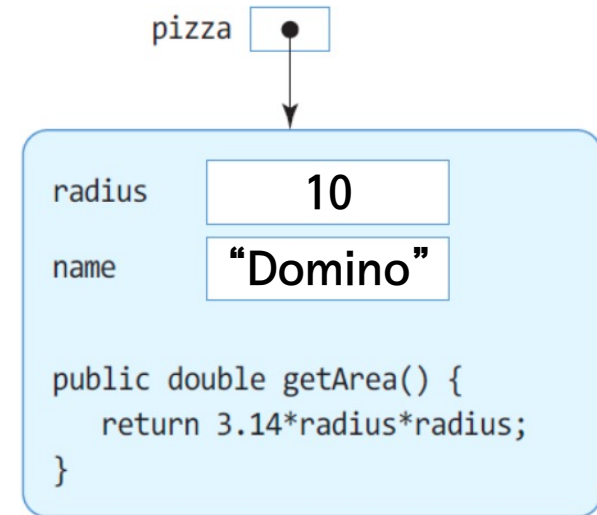 pizza
radius 10
name “Domino”
public double getArea() {
return 3.14*radius*radius;
}